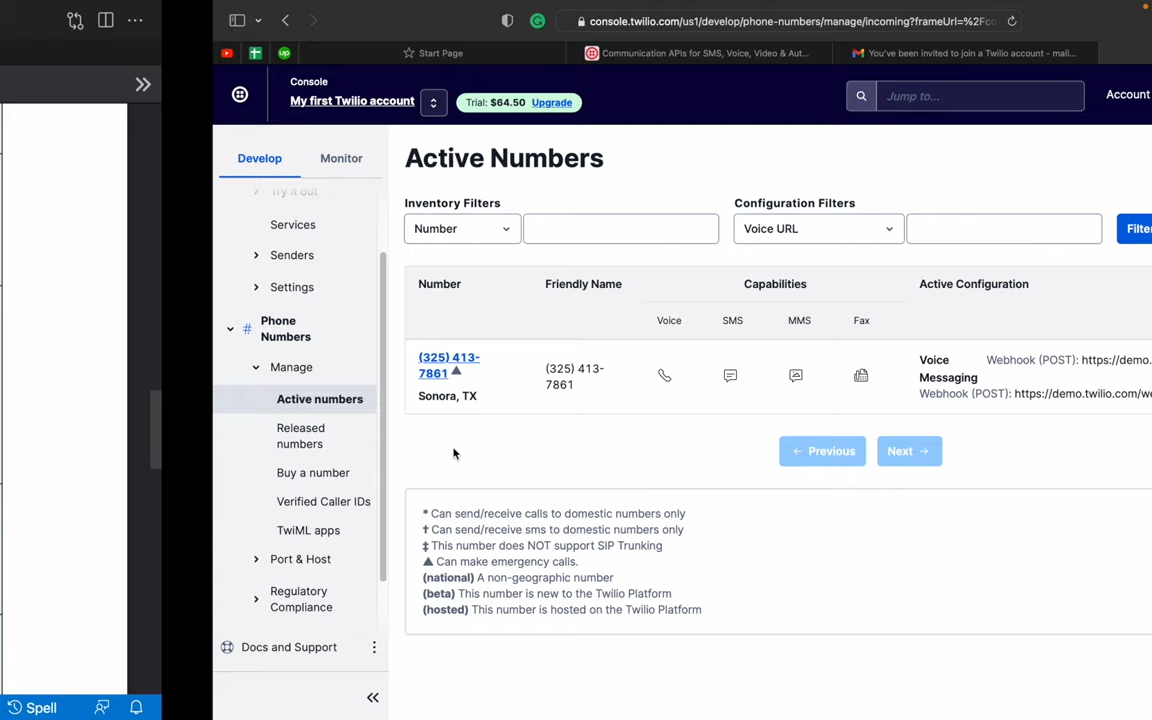 console.twilio.com/us1/develop/phone-numbers/manage/incoming?frameUrl=%2Fcc
Start Page
Communication APIs for SMS, Voice, Video & Aut...
You've been invited to join a Twilio account - mali...
up
Console
My first Twilio account
Trial: $64.50 Upgrade
Jump to...
Account
Develop
Monitor
Try it out
Services
Senders
Settings
# Phone
Numbers
Manage
Active numbers
Released
numbers
Buy a number
Verified Caller IDs
TwiML apps
Port & Host
Regulatory
Compliance
Docs and Support
Active Numbers
Inventory Filters
Configuration Filters
Number
Voice URL
Filter
Number
Friendly Name
Capabilities
Active Configuration
Voice
SMS
MMS
Fax
(325) 413-
7861
Sonora, TX
(325) 413-
7861
Voice Webhook (POST): https://demo.
Messaging
Webhook (POST): https://demo.twilio.com/we
← Previous
Next →
* Can send/receive calls to domestic numbers only
† Can send/receive sms to domestic numbers only
‡ This number does NOT support SIP Trunking
▲ Can make emergency calls.
(national) A non-geographic number
(beta) This number is new to the Twilio Platform
(hosted) This number is hosted on the Twilio Platform
Spell